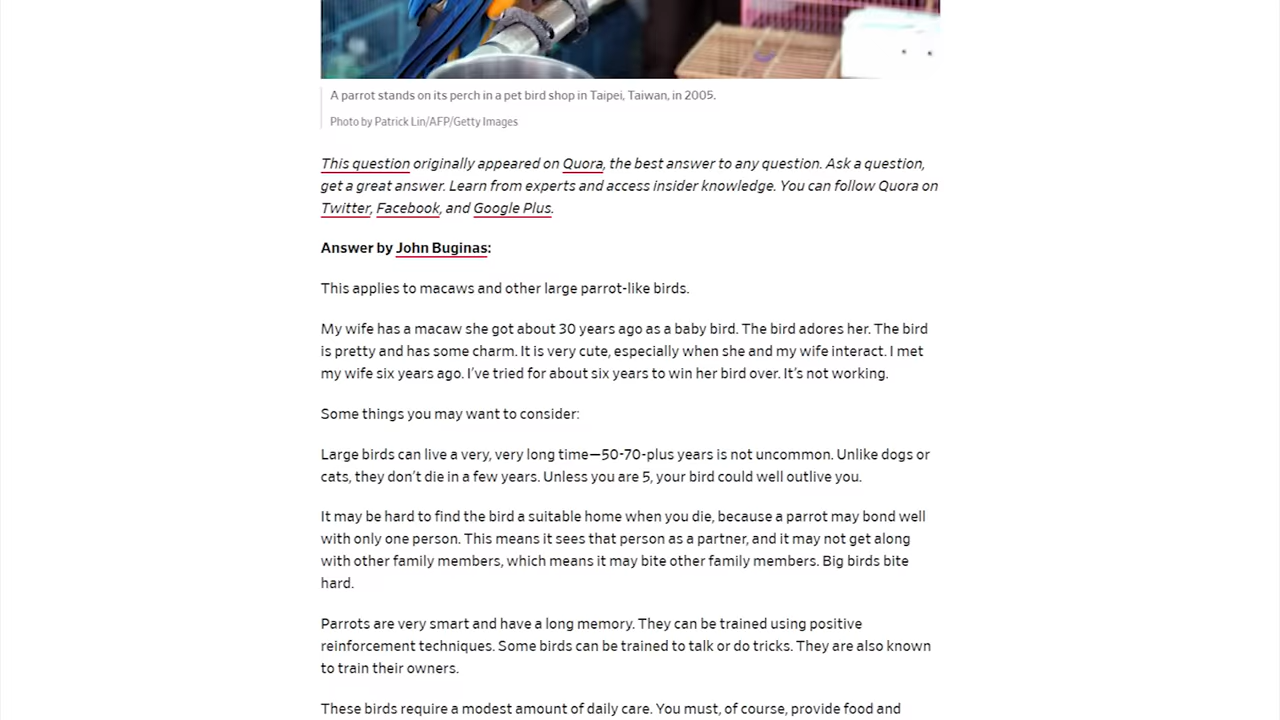 A parrot stands on its perch in a pet bird shop in Taipei, Taiwan, in 2005.
Photo by Patrick Lin/AFP/Getty Images
This question originally appeared on Quora, the best answer to any question. Ask a question,
get a great answer. Learn from experts and access insider knowledge. You can follow Quora on
Twitter, Facebook, and Google Plus.
Answer by John Buginas:
This applies to macaws and other large parrot-like birds.
My wife has a macaw she got about 30 years ago as a baby bird. The bird adores her. The bird
is pretty and has some charm. It is very cute, especially when she and my wife interact. I met
my wife six years ago. I’ve tried for about six years to win her bird over. It’s not working.
Some things you may want to consider:
Large birds can live a very, very long time—50-70-plus years is not uncommon. Unlike dogs or
cats, they don’t die in a few years. Unless you are 5, your bird could well outlive you.
It may be hard to find the bird a suitable home when you die, because a parrot may bond well
with only one person. This means it sees that person as a partner, and it may not get along
with other family members, which means it may bite other family members. Big birds bite
hard.
Parrots are very smart and have a long memory. They can be trained using positive
reinforcement techniques. Some birds can be trained to talk or do tricks. They are also known
to train their owners.
These birds require a modest amount of daily care. You must, of course, provide food and